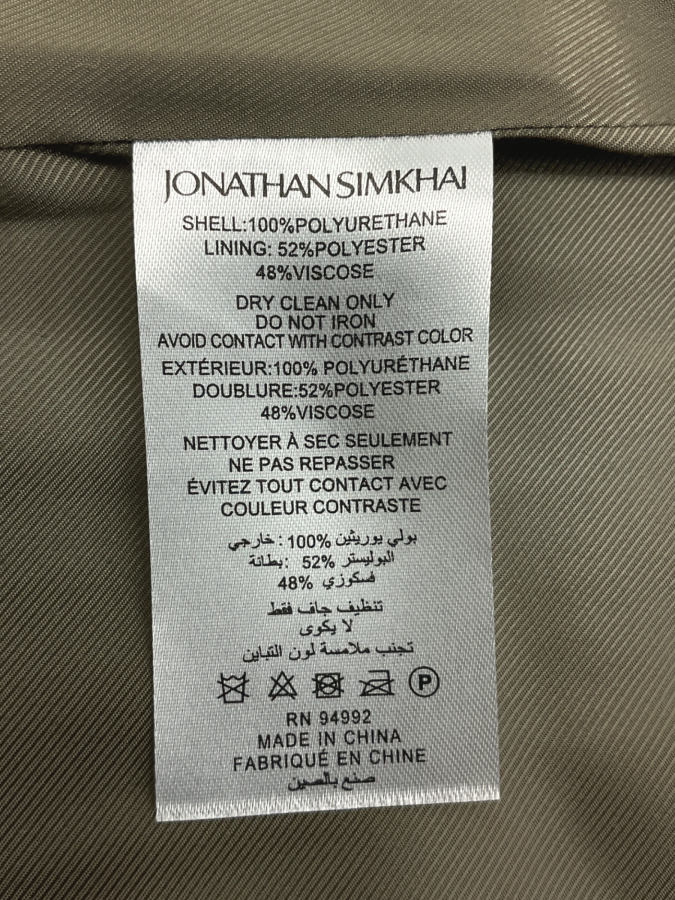 JONATHAN SIMKHAI
SHELL:100%POLYURETHANE
LINING: 52%POLYESTER
48%VISCOSE
DRY CLEAN ONLY
DO NOT IRON
AVOID CONTACT WITH CONTRAST COLOR
EXTÉRIEUR:100% POLYURÉTHANE
DOUBLURE:52%POLYESTER
48%VISCOSE
NETTOYER À SEC SEULEMENT
NE PAS REPASSER
ÉVITEZ TOUT CONTACT AVEC
COULEUR CONTRASTE
بولي يوريثين %100 : خارجي
البوليستر %52 :بطانة
فسكوزي %48
تنظيف جاف فقط
لا يكوى
تجنب ملامسة لون التباين
P
RN 94992
MADE IN CHINA
FABRIQUÉ EN CHINE
صنع بالصين